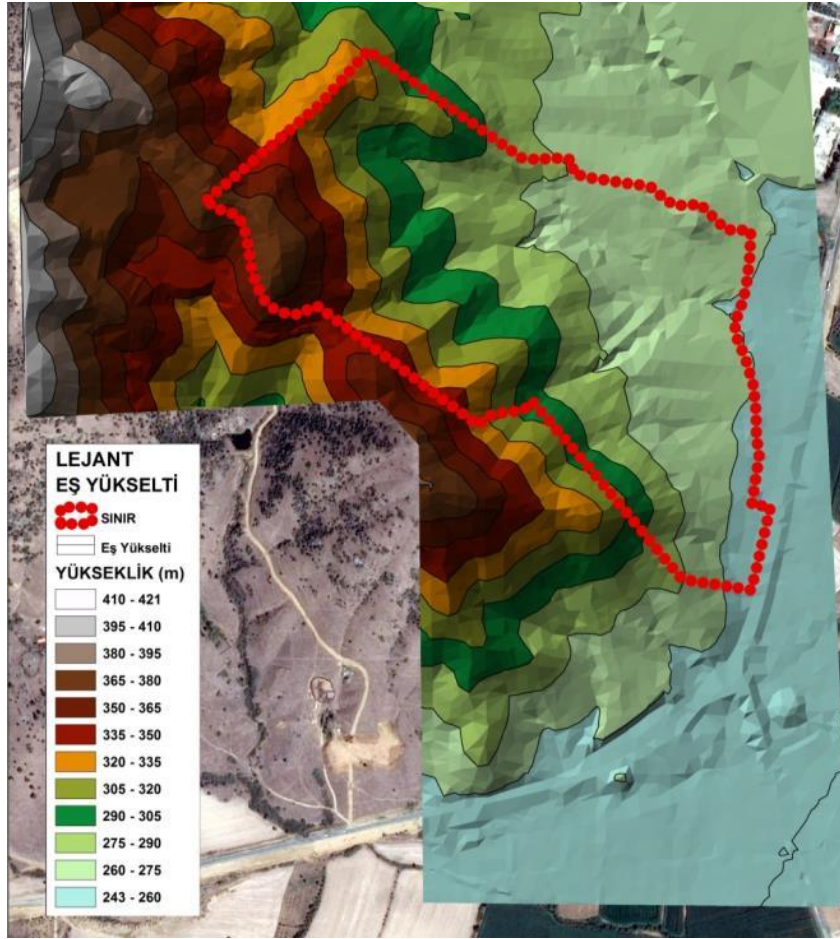 LEJANT
EŞ YÜKSELTİ
SINIR
Eş Yükselti
YÜKSEKLİK (m)
410 - 421
395 - 410
380 - 395
365 - 380
350 - 365
335 - 350
320 - 335
305 - 320
290 - 305
275 - 290
260 - 275
243 - 260